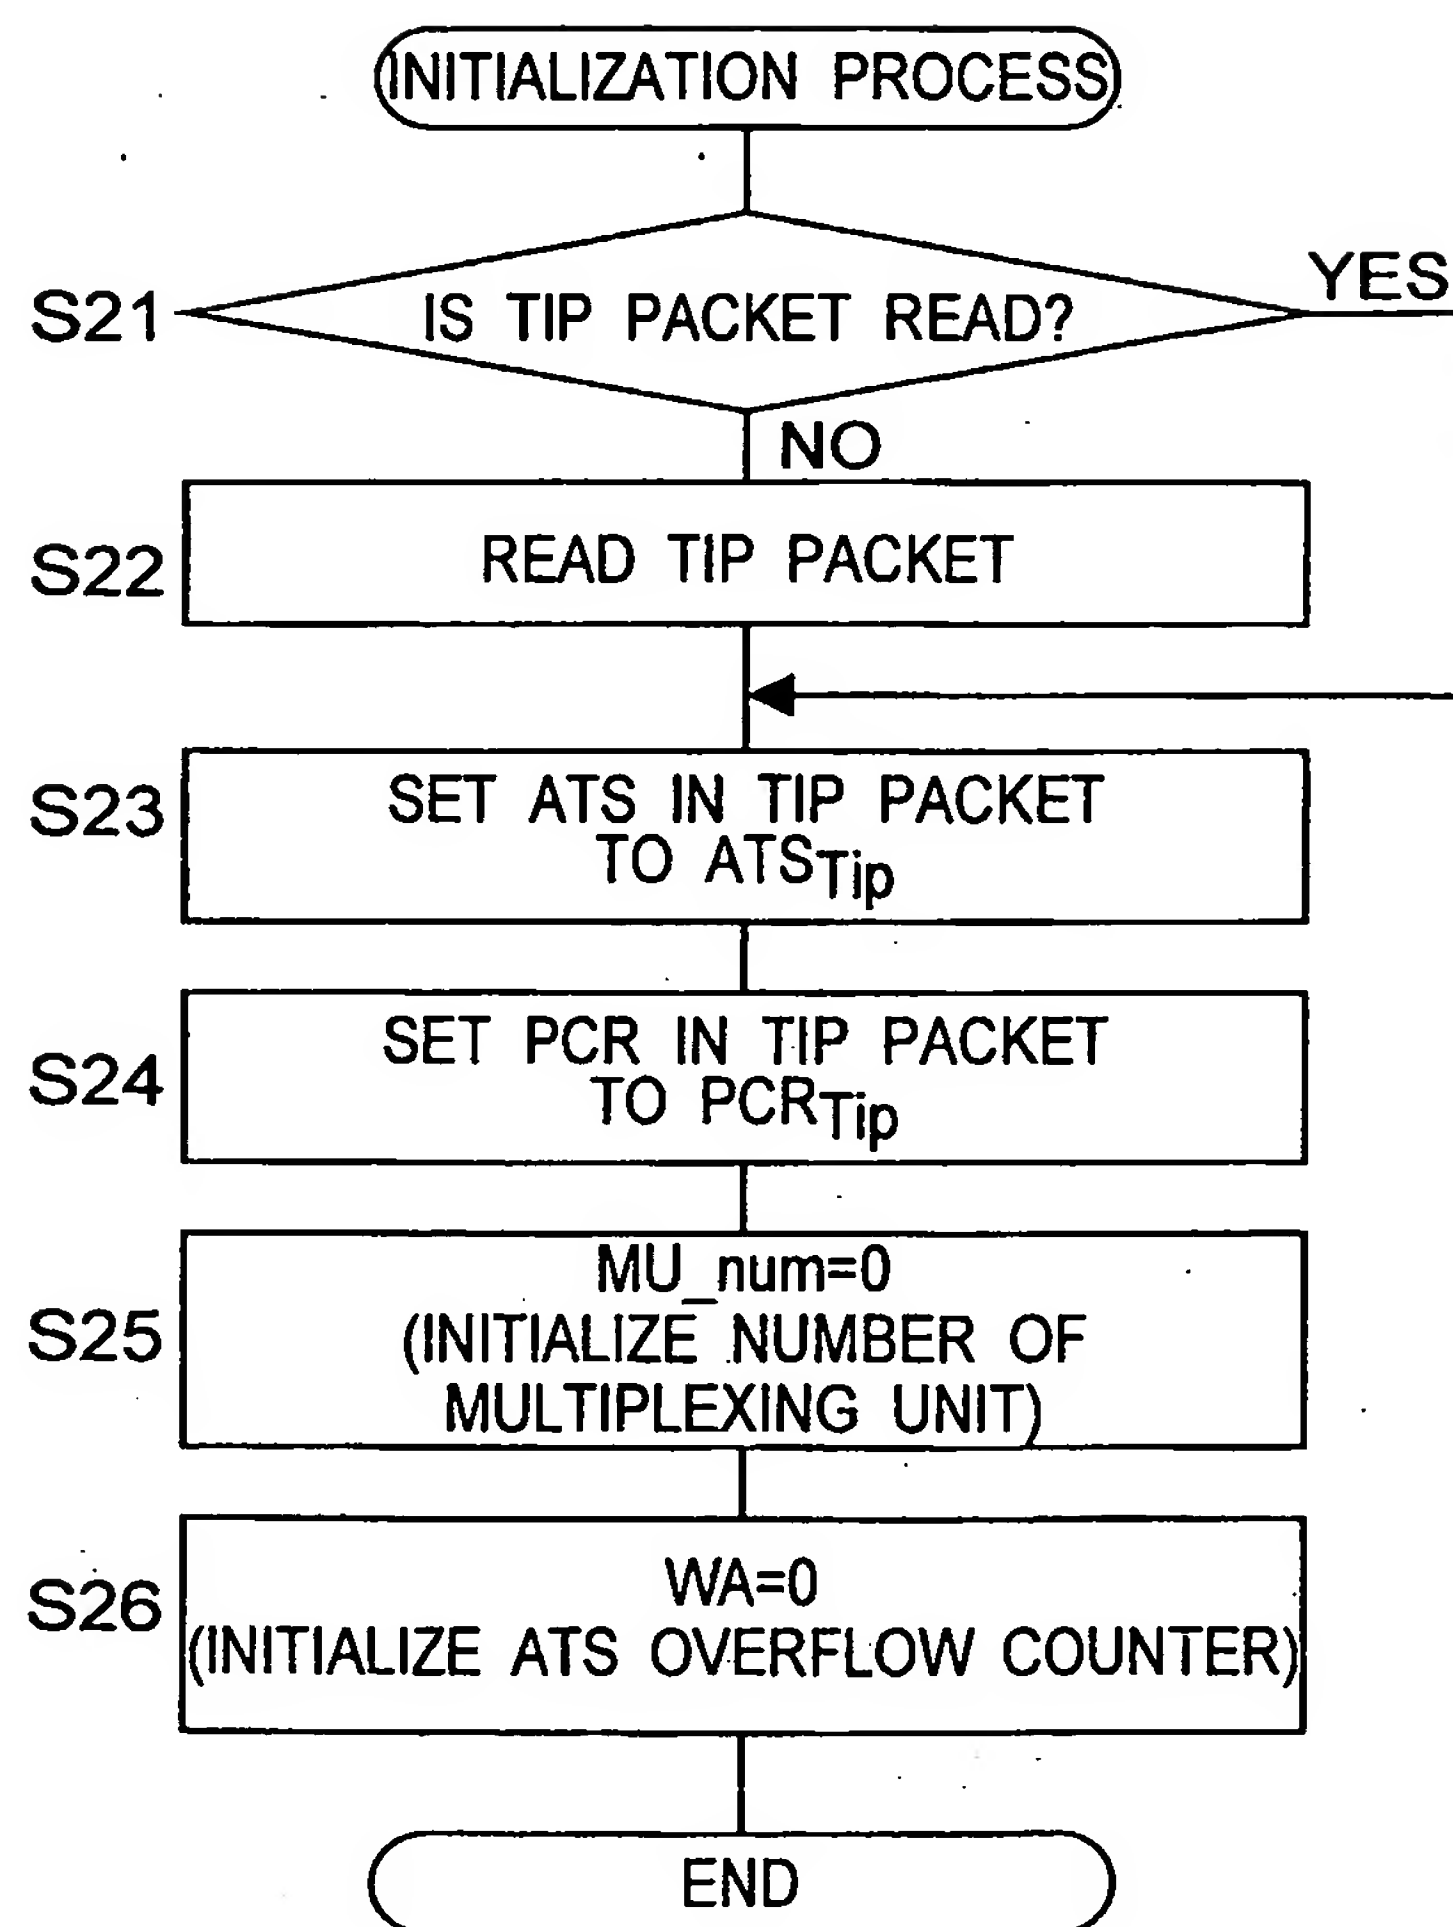 INITIALIZATION PROCESS
S21
IS TIP PACKET READ?
YES
NO
S22
READ TIP PACKET
S23
SET ATS IN TIP PACKET
TO ATSTip
S24
SET PCR IN TIP PACKET
TO PCRTip
S25
MU_num=0
(INITIALIZE NUMBER OF
MULTIPLEXING UNIT)
S26
WA=0
(INITIALIZE ATS OVERFLOW COUNTER)
END